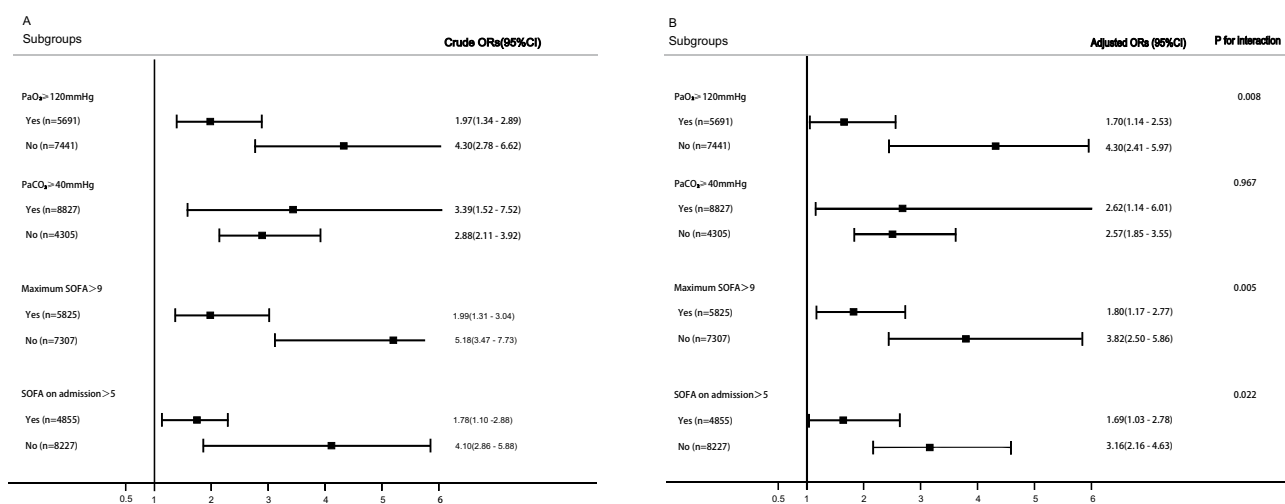 A
Subgroups Crude ORs(95%CI)
PaO₂≥120mmHg
Yes (n=5691) 1.97(1.34 - 2.89)
No (n=7441) 4.30(2.78 - 6.62)
PaCO₂≥40mmHg
Yes (n=8827) 3.39(1.52 - 7.52)
No (n=4305) 2.88(2.11 - 3.92)
Maximum SOFA>9
Yes (n=5825) 1.99(1.31 - 3.04)
No (n=7307) 5.18(3.47 - 7.73)
SOFA on admission>5
Yes (n=4855) 1.78(1.10 -2.88)
No (n=8227) 4.10(2.86 - 5.88)
0.5 1 2 3 4 5 6
B
Subgroups Adjusted ORs (95%CI) P for Interaction
PaO₂≥120mmHg 0.008
Yes (n=5691) 1.70(1.14 - 2.53)
No (n=7441) 4.30(2.41 - 5.97)
PaCO₂≥40mmHg 0.967
Yes (n=8827) 2.62(1.14 - 6.01)
No (n=4305) 2.57(1.85 - 3.55)
Maximum SOFA>9 0.005
Yes (n=5825) 1.80(1.17 - 2.77)
No (n=7307) 3.82(2.50 - 5.86)
SOFA on admission>5 0.022
Yes (n=4855) 1.69(1.03 - 2.78)
No (n=8227) 3.16(2.16 - 4.63)
0.5 1 2 3 4 5 6